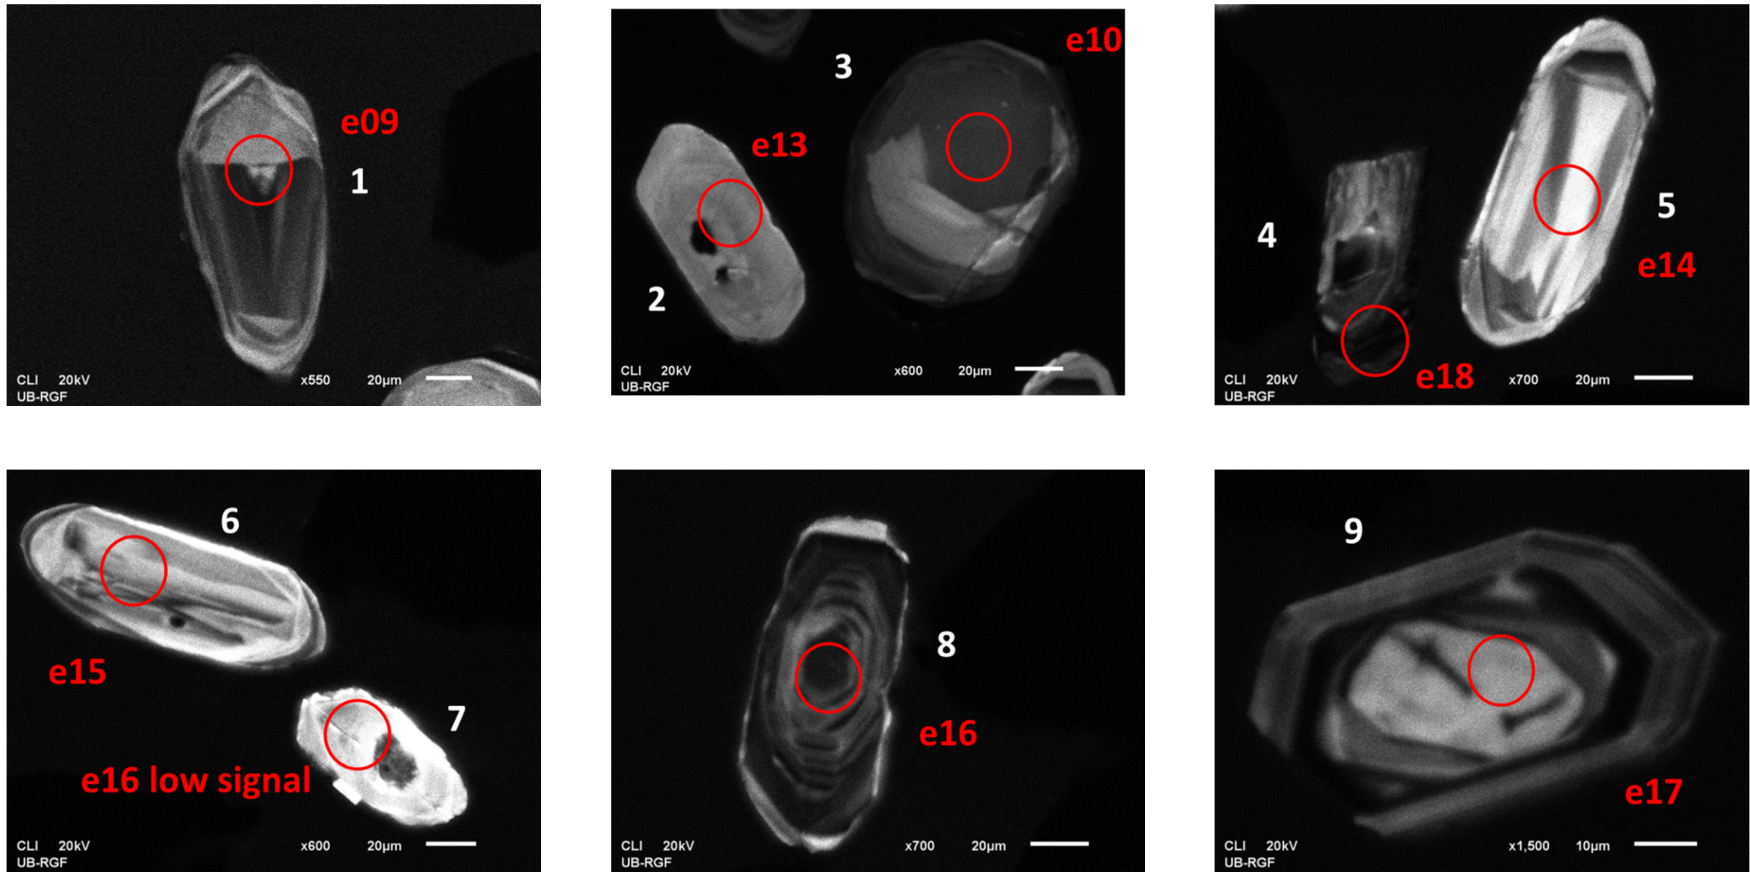 e09
1
CLI 20kV x550 20µm
UB-RGF
3
e10
e13
2
CLI 20kV x600 20µm
UB-RGF
4
5
e14
e18
CLI 20kV x700 20µm
UB-RGF
6
e15
7
e16 low signal
CLI 20kV x600 20µm
UB-RGF
8
e16
CLI 20kV x700 20µm
UB-RGF
9
e17
CLI 20kV x1,500 10µm
UB-RGF